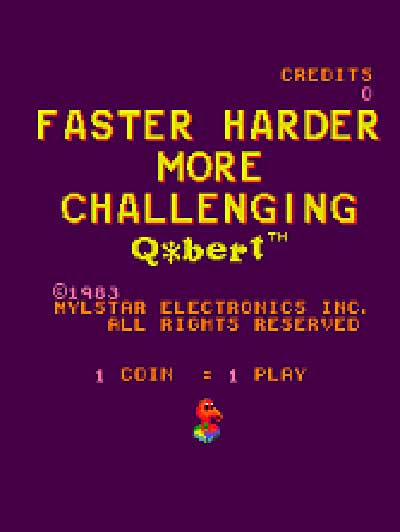 CREDITS
0
FASTER HARDER
MORE
CHALLENGING
Q*bert™
©1983
MYLSTAR ELECTRONICS INC.
ALL RIGHTS RESERVED
1 COIN = 1 PLAY